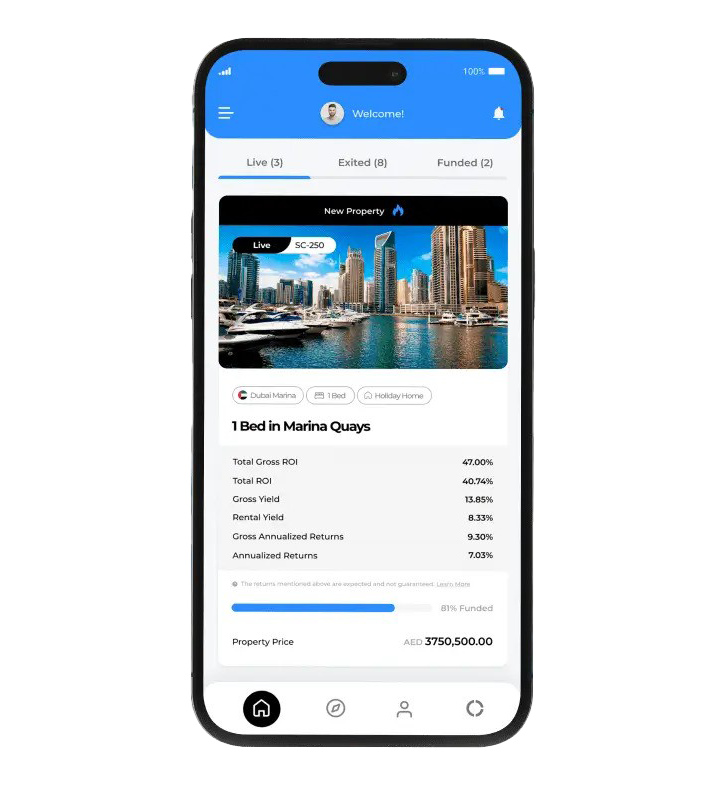 100%
Welcome!
Live (3) Exited (8) Funded (2)
New Property
Live SC-250
Dubai Marina 1 Bed Holiday Home
1 Bed in Marina Quays
Total Gross ROI 47.00%
Total ROI 40.74%
Gross Yield 13.85%
Rental Yield 8.33%
Gross Annualized Returns 9.30%
Annualized Returns 7.03%
The returns mentioned above are expected and not guaranteed. Learn More
81% Funded
Property Price AED 3750,500.00